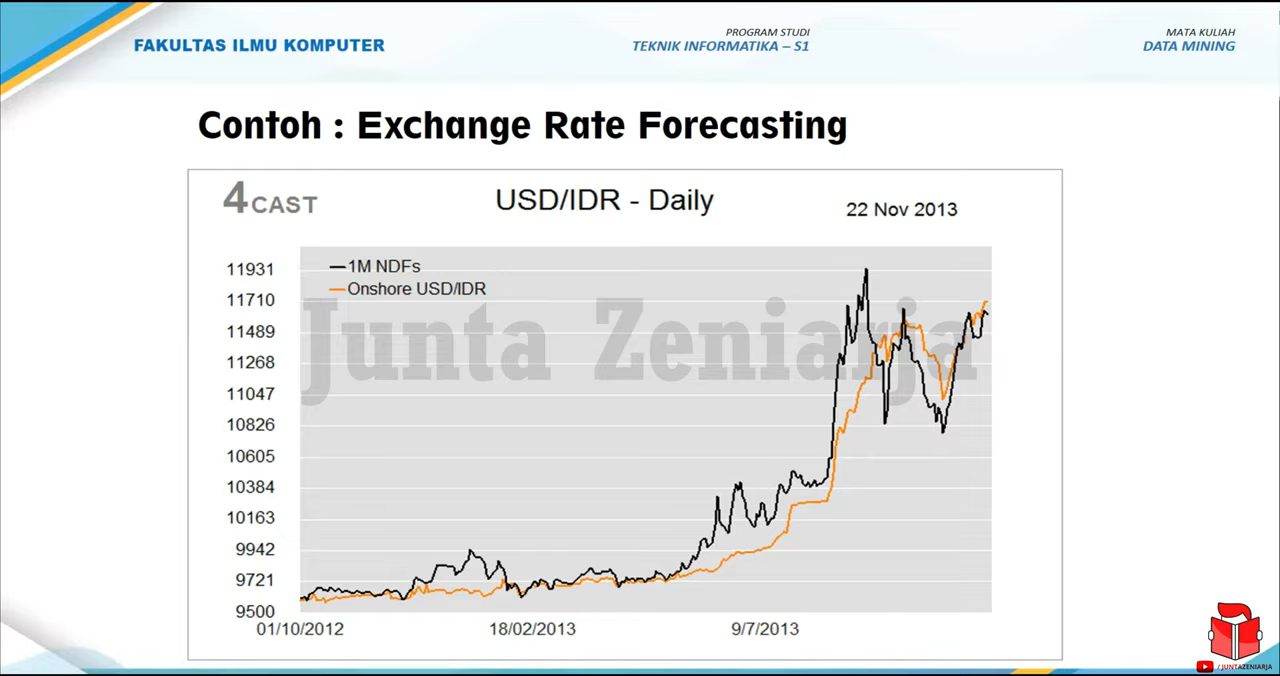 FAKULTAS ILMU KOMPUTER
PROGRAM STUDI
TEKNIK INFORMATIKA – S1
MATA KULIAH
DATA MINING
Contoh : Exchange Rate Forecasting
4CAST
USD/IDR - Daily
22 Nov 2013
1M NDFs
Onshore USD/IDR
11931
11710
11489
11268
11047
10826
10605
10384
10163
9942
9721
9500
01/10/2012
18/02/2013
9/7/2013
Junta Zeniarja
/ JUNTAZENIARJA